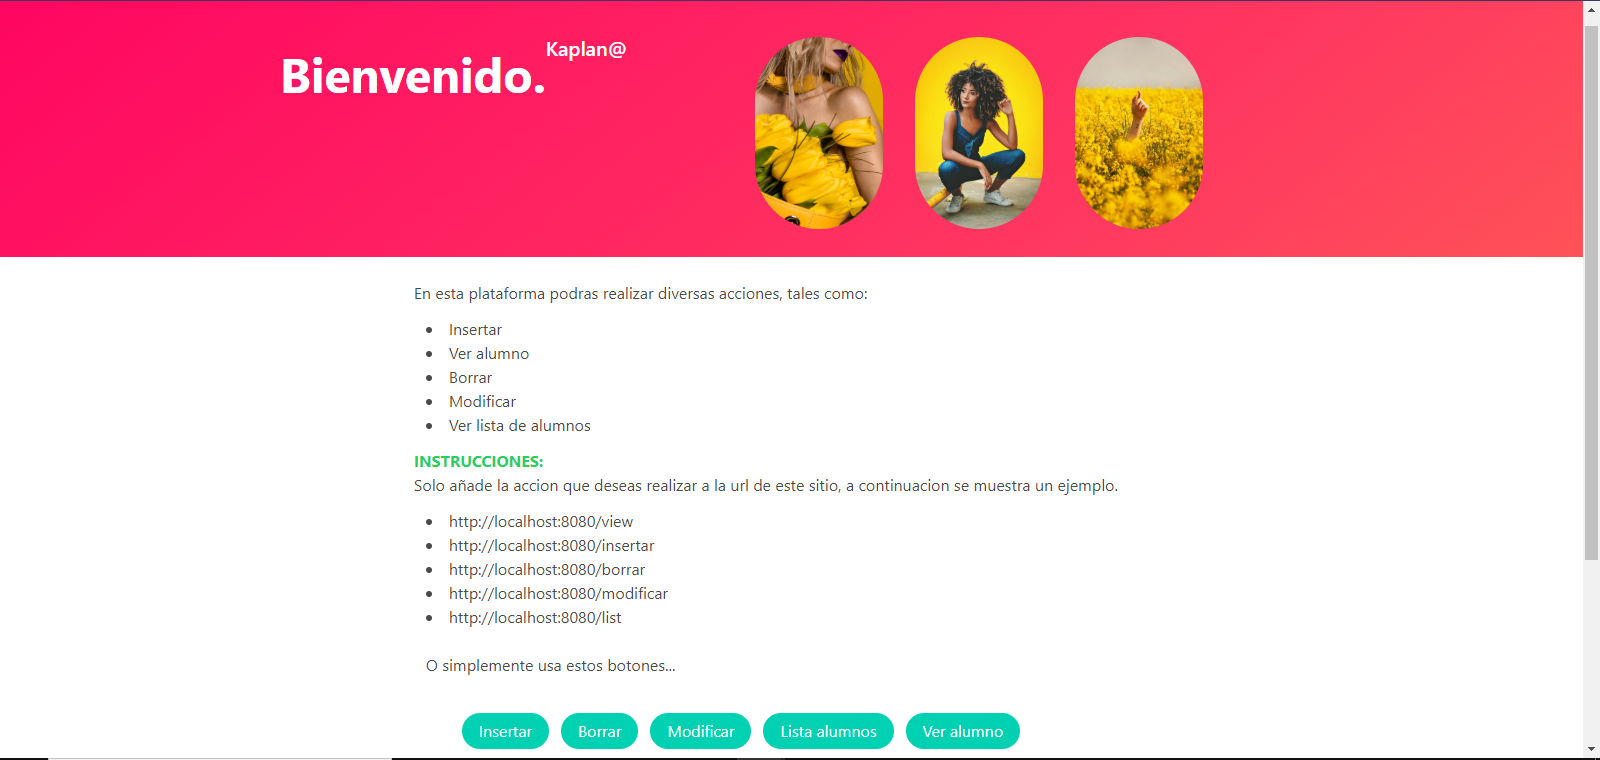 Bienvenido.Kaplan@
En esta plataforma podras realizar diversas acciones, tales como:
Insertar
Ver alumno
Borrar
Modificar
Ver lista de alumnos
INSTRUCCIONES:
Solo añade la accion que deseas realizar a la url de este sitio, a continuacion se muestra un ejemplo.
http://localhost:8080/view
http://localhost:8080/insertar
http://localhost:8080/borrar
http://localhost:8080/modificar
http://localhost:8080/list
O simplemente usa estos botones...
Insertar Borrar Modificar Lista alumnos Ver alumno